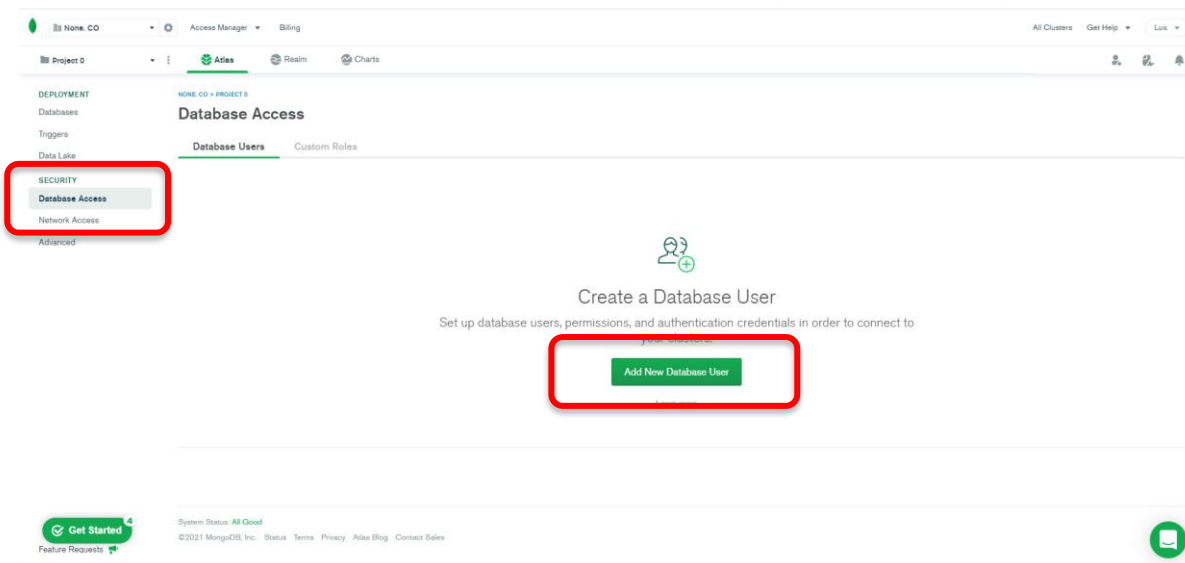 None. CO
Access Manager
Billing
All Clusters
Get Help
Luis
Project 0
Atlas
Realm
Charts
DEPLOYMENT
Databases
Triggers
Data Lake
SECURITY
Database Access
Network Access
Advanced
NONE. CO > PROJECT 0
Database Access
Database Users
Custom Roles
Create a Database User
Set up database users, permissions, and authentication credentials in order to connect to
your clusters.
Add New Database User
Get Started
4
Feature Requests
System Status: All Good
©2021 MongoDB, Inc. Status Terms Privacy Atlas Blog Contact Sales